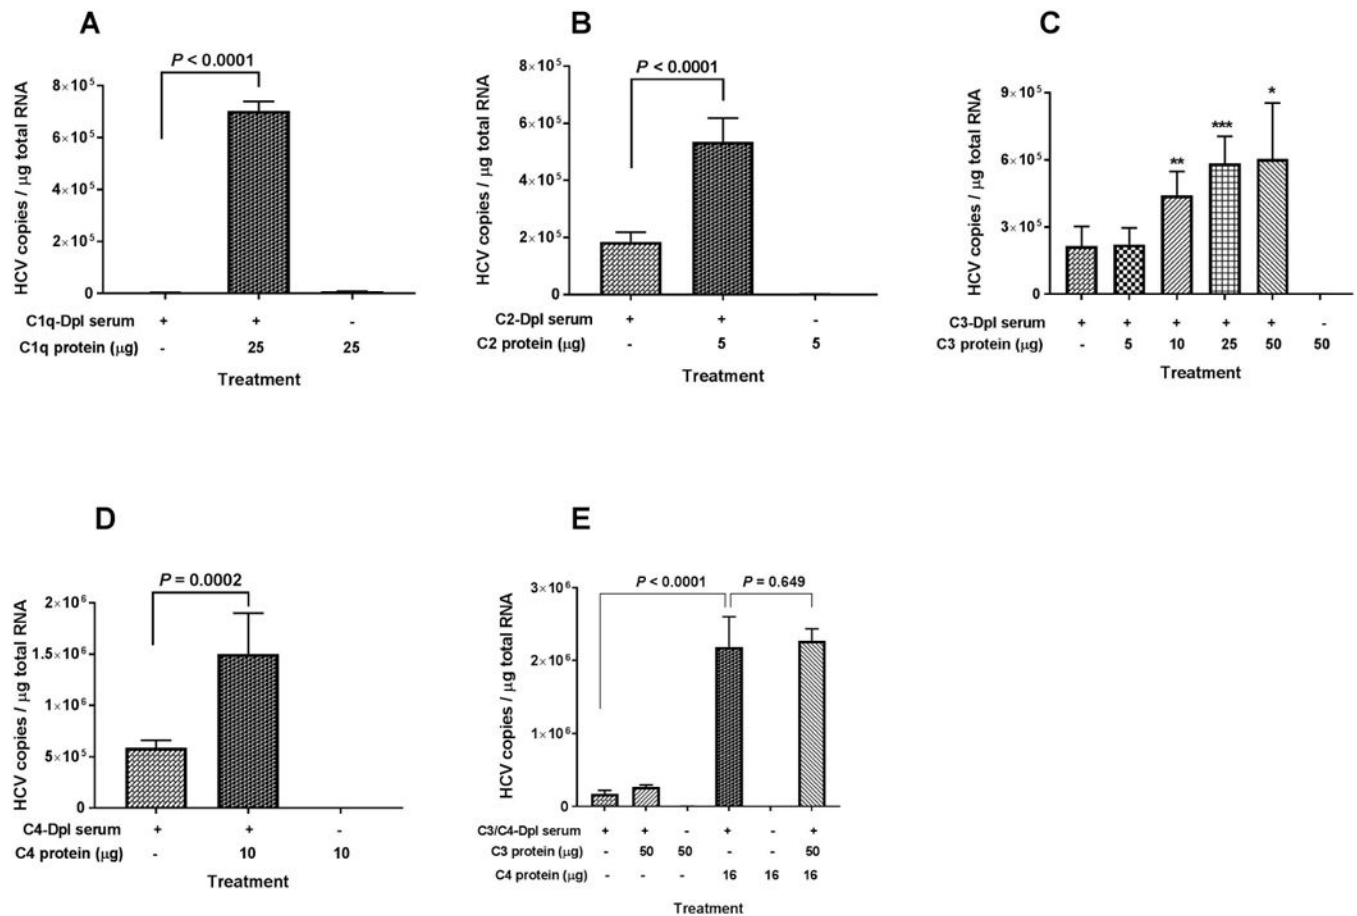 A
P < 0.0001
HCV copies / µg total RNA
8×10⁵
6×10⁵
4×10⁵
2×10⁵
0
C1q-Dpl serum + + -
C1q protein (µg) - 25 25
Treatment
B
P < 0.0001
HCV copies / µg total RNA
8×10⁵
6×10⁵
4×10⁵
2×10⁵
0
C2-Dpl serum + + -
C2 protein (µg) - 5 5
Treatment
C
HCV copies / µg total RNA
9×10⁵
6×10⁵
3×10⁵
0
** *** *
C3-Dpl serum + + + + + -
C3 protein (µg) - 5 10 25 50 50
Treatment
D
P = 0.0002
HCV copies / µg total RNA
2×10⁶
1.5×10⁶
1×10⁶
5×10⁵
0
C4-Dpl serum + + -
C4 protein (µg) - 10 10
Treatment
E
P < 0.0001 P = 0.649
HCV copies / µg total RNA
3×10⁶
2×10⁶
1×10⁶
0
C3/C4-Dpl serum + + - + - +
C3 protein (µg) - 50 50 - - 50
C4 protein (µg) - - - 16 16 16
Treatment